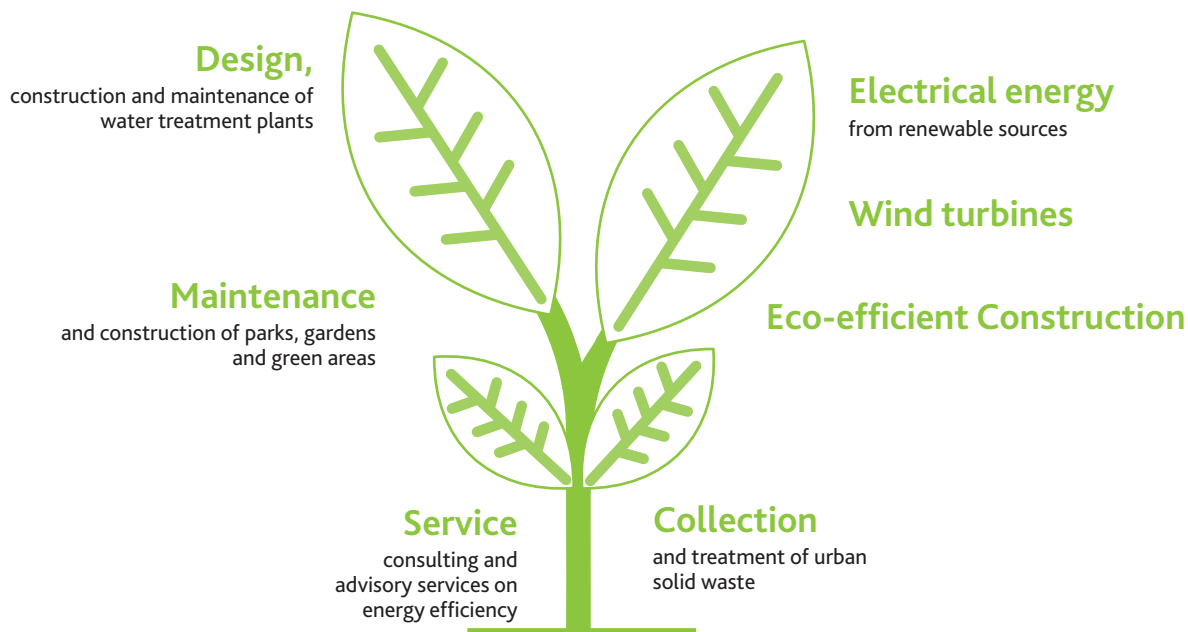 Design,
construction and maintenance of
water treatment plants
Maintenance
and construction of parks, gardens
and green areas
Service
consulting and
advisory services on
energy efficiency
Electrical energy
from renewable sources
Wind turbines
Eco-efficient Construction
Collection
and treatment of urban
solid waste